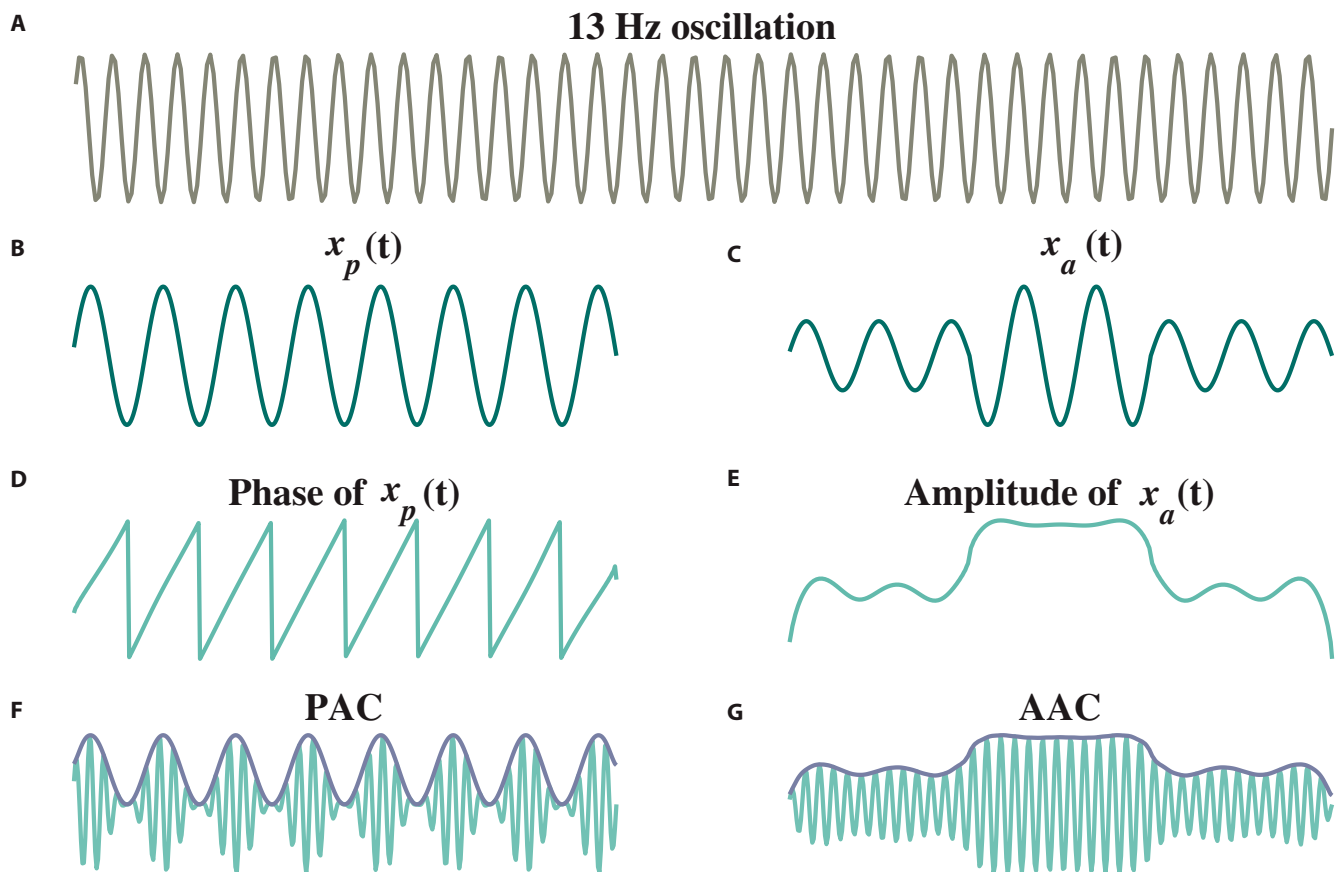 A
13 Hz oscillation
B
x_p(t)
C
x_a (t)
D
Phase of x_p(t)
E
Amplitude of x_a(t)
F
PAC
G
AAC